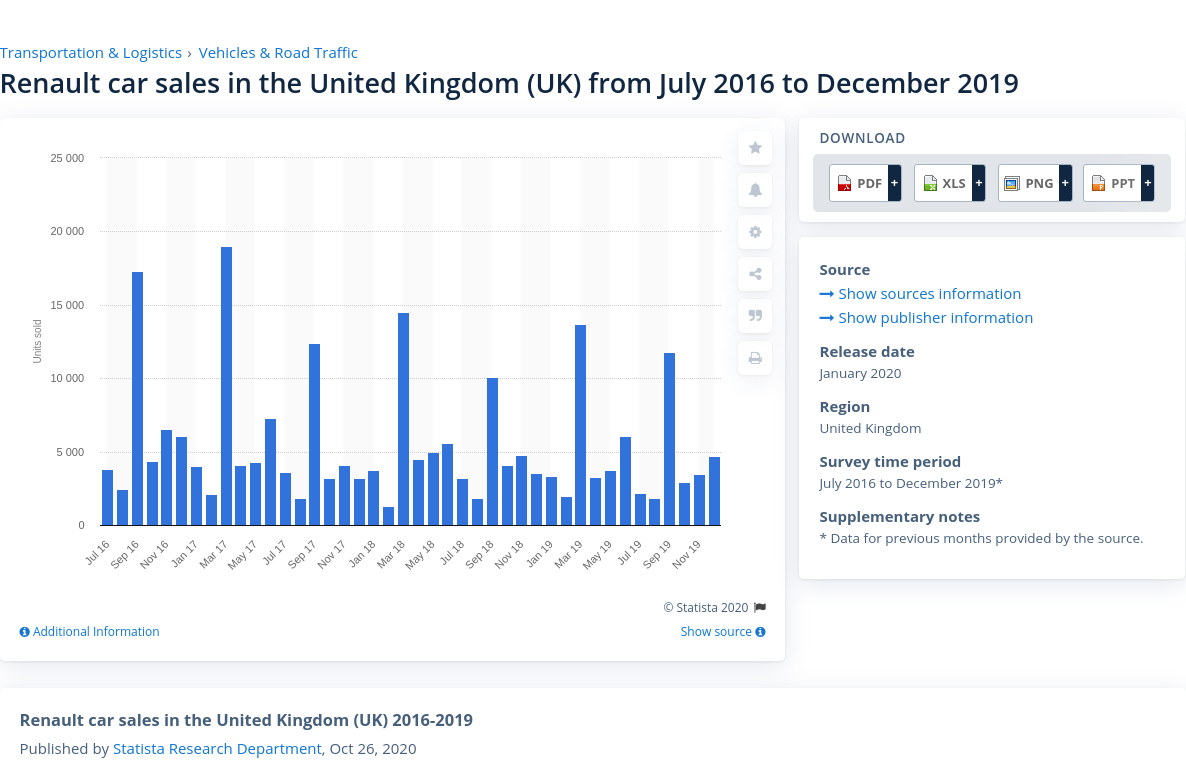 Transportation & Logistics › Vehicles & Road Traffic
Renault car sales in the United Kingdom (UK) from July 2016 to December 2019
25 000
20 000
15 000
10 000
5 000
0
Units sold
Jul 16
Sep 16
Nov 16
Jan 17
Mar 17
May 17
Jul 17
Sep 17
Nov 17
Jan 18
Mar 18
May 18
Jul 18
Sep 18
Nov 18
Jan 19
Mar 19
May 19
Jul 19
Sep 19
Nov 19
© Statista 2020
Additional Information
Show source
DOWNLOAD
PDF + XLS + PNG + PPT +
Source
Show sources information
Show publisher information
Release date
January 2020
Region
United Kingdom
Survey time period
July 2016 to December 2019*
Supplementary notes
* Data for previous months provided by the source.
Renault car sales in the United Kingdom (UK) 2016-2019
Published by Statista Research Department, Oct 26, 2020